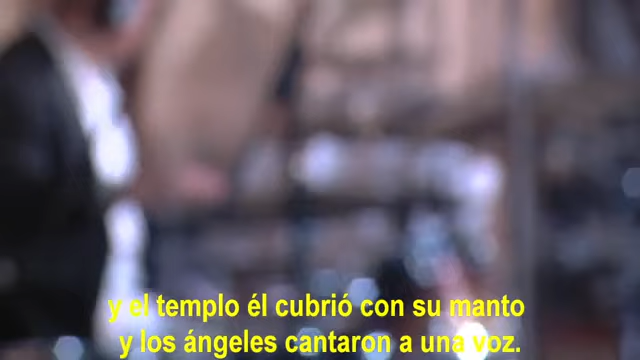 y el templo él cubrió con su manto
y los ángeles cantaron a una voz.